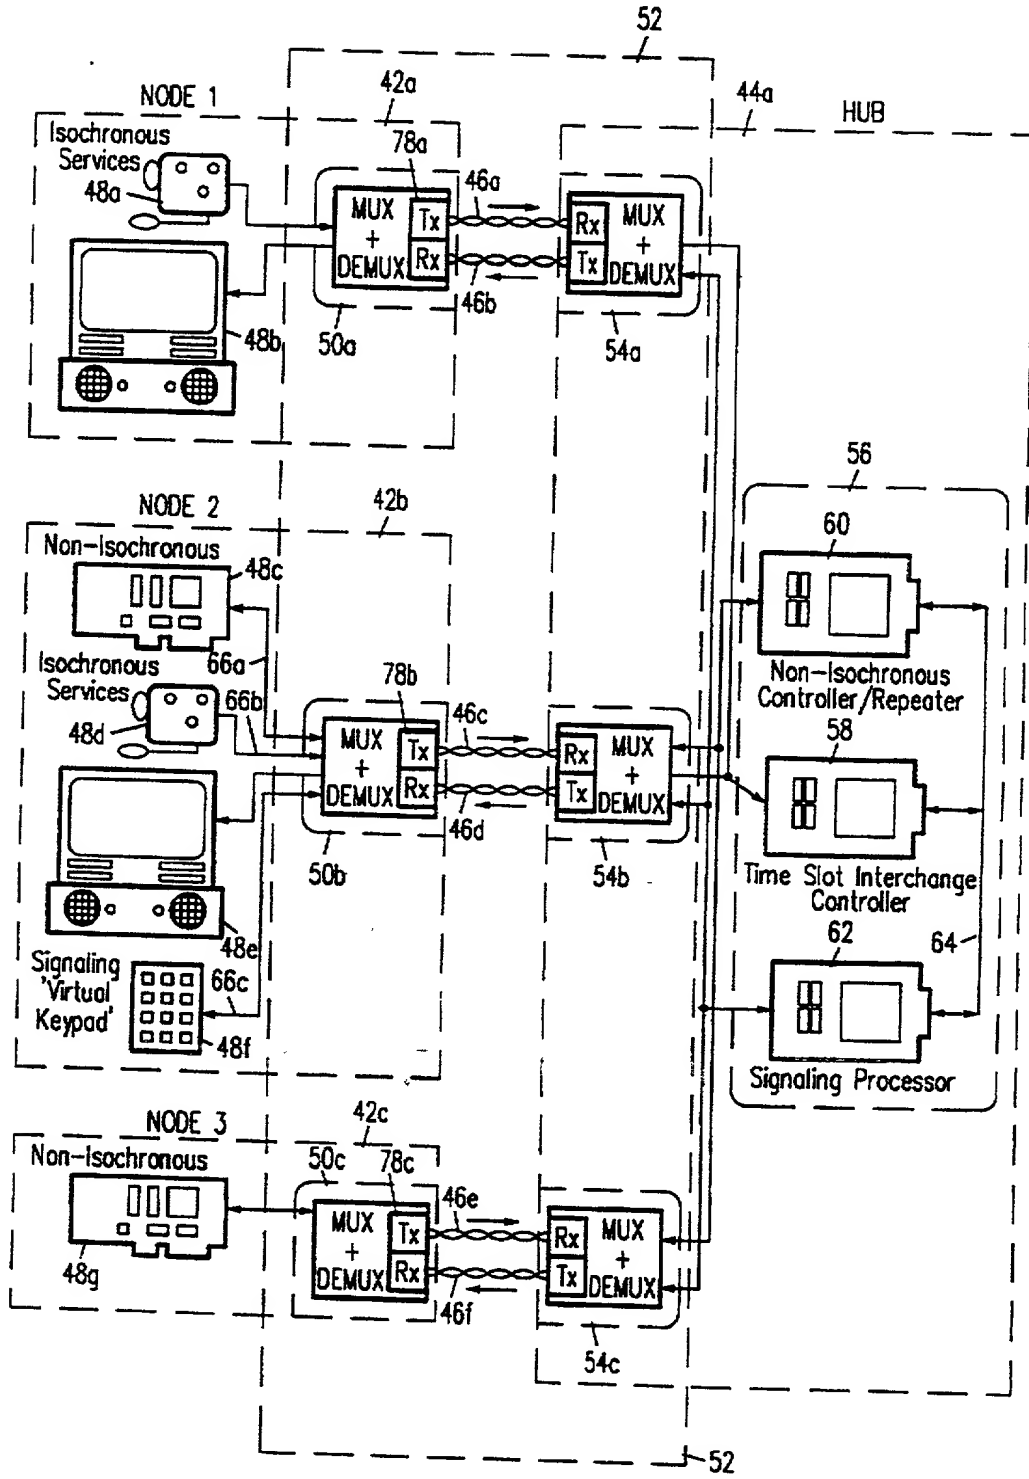 52
42a
44a
NODE 1
HUB
Isochronous
Services
78a
46a
48a
MUX
+
DEMUX
Tx
Rx
Rx
Tx
MUX
+
DEMUX
46b
48b
50a
54a
56
NODE 2
42b
60
Non-Isochronous
48c
66a
Isochronous
Services
78b
Non-Isochronous
Controller/Repeater
48d
66b
46c
58
MUX
+
DEMUX
Tx
Rx
Rx
Tx
MUX
+
DEMUX
46d
50b
54b
Time Slot Interchange
Controller
48e
62
64
Signaling
'Virtual
Keypad'
66c
48f
Signaling Processor
NODE 3
42c
Non-Isochronous
50c
78c
46e
MUX
+
DEMUX
Tx
Rx
Rx
Tx
MUX
+
DEMUX
48g
46f
54c
52